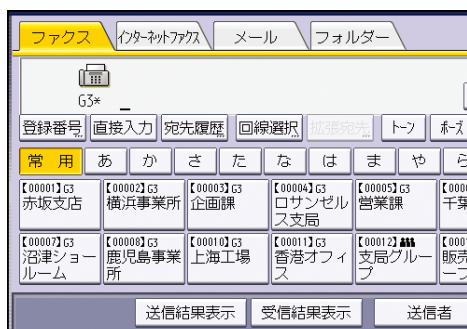 ファクス インターネットファクス メール フォルダー
G3* _
登録番号 直接入力 宛先履歴 回線選択 拡張宛先 トーン ポーズ
常用 あ か さ た な は ま や ら
【00001】G3 【00002】G3 【00003】G3 【00004】G3 【00005】G3 【000
赤坂支店 横浜事業所 企画課 ロサンゼル 営業課 千葉
ス支局
【00007】G3 【00008】G3 【00010】G3 【00011】G3 【00012】 【000
沼津ショー 鹿児島事業 上海工場 香港オフィ 支局グルー 販売
ルーム 所 ス プ ープ
送信結果表示 受信結果表示 送信者